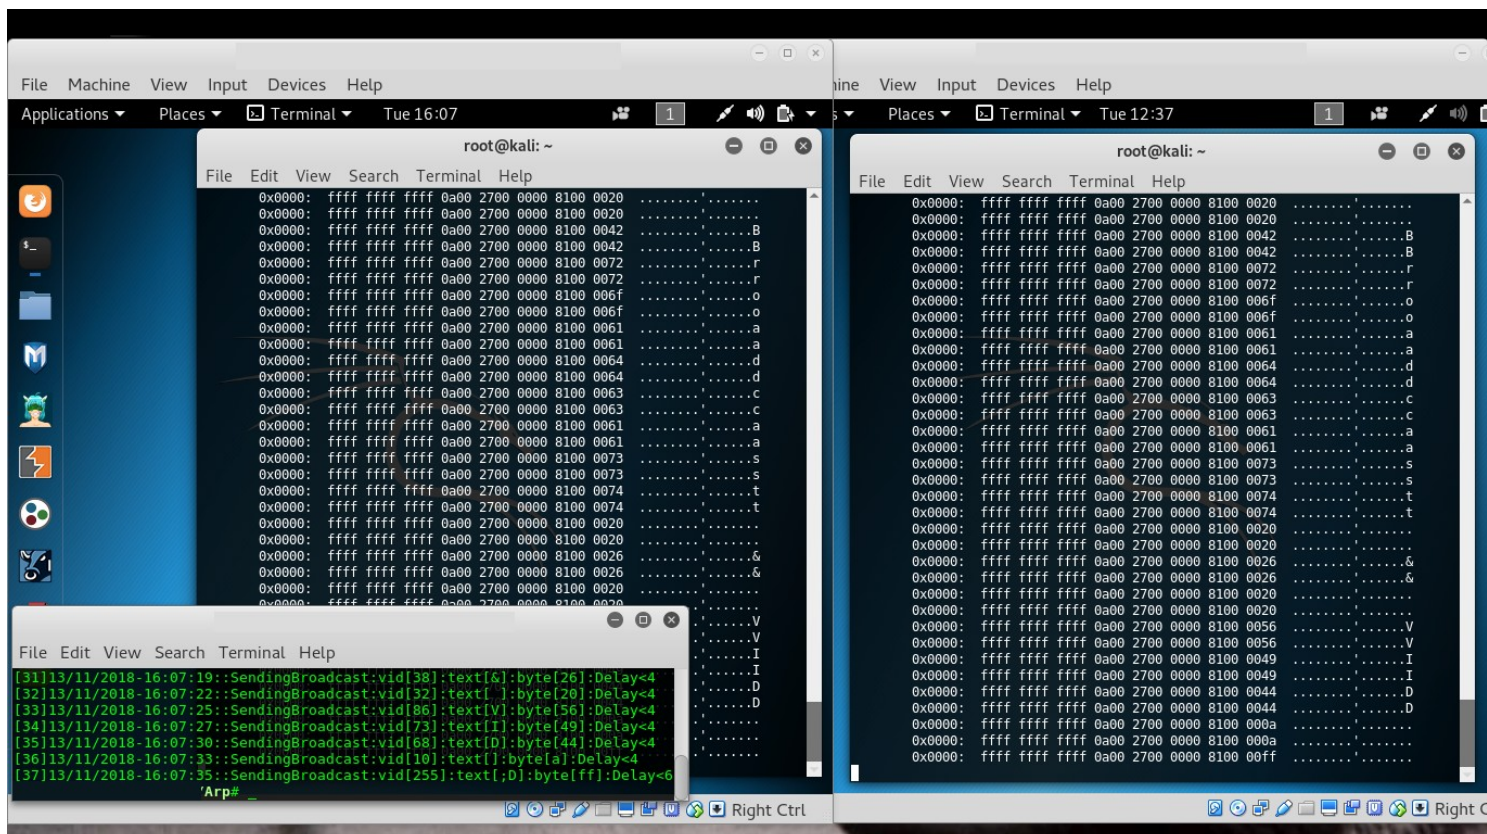 File Machine View Input Devices Help
Applications Places Terminal Tue 16:07 1
root@kali: ~
File Edit View Search Terminal Help
0x0000: ffff ffff ffff 0a00 2700 0000 8100 0020 ........'.......
0x0000: ffff ffff ffff 0a00 2700 0000 8100 0020 ........'.......
0x0000: ffff ffff ffff 0a00 2700 0000 8100 0042 ........'......B
0x0000: ffff ffff ffff 0a00 2700 0000 8100 0042 ........'......B
0x0000: ffff ffff ffff 0a00 2700 0000 8100 0072 ........'......r
0x0000: ffff ffff ffff 0a00 2700 0000 8100 0072 ........'......r
0x0000: ffff ffff ffff 0a00 2700 0000 8100 006f ........'......o
0x0000: ffff ffff ffff 0a00 2700 0000 8100 006f ........'......o
0x0000: ffff ffff ffff 0a00 2700 0000 8100 0061 ........'......a
0x0000: ffff ffff ffff 0a00 2700 0000 8100 0061 ........'......a
0x0000: ffff ffff ffff 0a00 2700 0000 8100 0064 ........'......d
0x0000: ffff ffff ffff 0a00 2700 0000 8100 0064 ........'......d
0x0000: ffff ffff ffff 0a00 2700 0000 8100 0063 ........'......c
0x0000: ffff ffff ffff 0a00 2700 0000 8100 0063 ........'......c
0x0000: ffff ffff ffff 0a00 2700 0000 8100 0061 ........'......a
0x0000: ffff ffff ffff 0a00 2700 0000 8100 0061 ........'......a
0x0000: ffff ffff ffff 0a00 2700 0000 8100 0073 ........'......s
0x0000: ffff ffff ffff 0a00 2700 0000 8100 0073 ........'......s
0x0000: ffff ffff ffff 0a00 2700 0000 8100 0074 ........'......t
0x0000: ffff ffff ffff 0a00 2700 0000 8100 0074 ........'......t
0x0000: ffff ffff ffff 0a00 2700 0000 8100 0020 ........'.......
0x0000: ffff ffff ffff 0a00 2700 0000 8100 0020 ........'.......
0x0000: ffff ffff ffff 0a00 2700 0000 8100 0026 ........'......&
0x0000: ffff ffff ffff 0a00 2700 0000 8100 0026 ........'......&
0x0000: ffff ffff ffff 0a00 2700 0000 8100 0020 ........'.......
0x0000: ffff ffff ffff 0a00 2700 0000 8100 0020 ........'.......
V
V
I
I
D
D
File Edit View Search Terminal Help
[31]13/11/2018-16:07:19::SendingBroadcast:vid[38]:text[&]:byte[26]:Delay<4
[32]13/11/2018-16:07:22::SendingBroadcast:vid[32]:text[ ]:byte[20]:Delay<4
[33]13/11/2018-16:07:25::SendingBroadcast:vid[86]:text[V]:byte[56]:Delay<4
[34]13/11/2018-16:07:27::SendingBroadcast:vid[73]:text[I]:byte[49]:Delay<4
[35]13/11/2018-16:07:30::SendingBroadcast:vid[68]:text[D]:byte[44]:Delay<4
[36]13/11/2018-16:07:33::SendingBroadcast:vid[10]:text[]:byte[a]:Delay<4
[37]13/11/2018-16:07:35::SendingBroadcast:vid[255]:text[;D]:byte[ff]:Delay<6
'Arp# _
Right Ctrl
ine View Input Devices Help
s Places Terminal Tue 12:37 1
root@kali: ~
File Edit View Search Terminal Help
0x0000: ffff ffff ffff 0a00 2700 0000 8100 0020 ........'.......
0x0000: ffff ffff ffff 0a00 2700 0000 8100 0020 ........'.......
0x0000: ffff ffff ffff 0a00 2700 0000 8100 0042 ........'......B
0x0000: ffff ffff ffff 0a00 2700 0000 8100 0042 ........'......B
0x0000: ffff ffff ffff 0a00 2700 0000 8100 0072 ........'......r
0x0000: ffff ffff ffff 0a00 2700 0000 8100 0072 ........'......r
0x0000: ffff ffff ffff 0a00 2700 0000 8100 006f ........'......o
0x0000: ffff ffff ffff 0a00 2700 0000 8100 006f ........'......o
0x0000: ffff ffff ffff 0a00 2700 0000 8100 0061 ........'......a
0x0000: ffff ffff ffff 0a00 2700 0000 8100 0061 ........'......a
0x0000: ffff ffff ffff 0a00 2700 0000 8100 0064 ........'......d
0x0000: ffff ffff ffff 0a00 2700 0000 8100 0064 ........'......d
0x0000: ffff ffff ffff 0a00 2700 0000 8100 0063 ........'......c
0x0000: ffff ffff ffff 0a00 2700 0000 8100 0063 ........'......c
0x0000: ffff ffff ffff 0a00 2700 0000 8100 0061 ........'......a
0x0000: ffff ffff ffff 0a00 2700 0000 8100 0061 ........'......a
0x0000: ffff ffff ffff 0a00 2700 0000 8100 0073 ........'......s
0x0000: ffff ffff ffff 0a00 2700 0000 8100 0073 ........'......s
0x0000: ffff ffff ffff 0a00 2700 0000 8100 0074 ........'......t
0x0000: ffff ffff ffff 0a00 2700 0000 8100 0074 ........'......t
0x0000: ffff ffff ffff 0a00 2700 0000 8100 0020 ........'.......
0x0000: ffff ffff ffff 0a00 2700 0000 8100 0020 ........'.......
0x0000: ffff ffff ffff 0a00 2700 0000 8100 0026 ........'......&
0x0000: ffff ffff ffff 0a00 2700 0000 8100 0026 ........'......&
0x0000: ffff ffff ffff 0a00 2700 0000 8100 0020 ........'.......
0x0000: ffff ffff ffff 0a00 2700 0000 8100 0020 ........'.......
0x0000: ffff ffff ffff 0a00 2700 0000 8100 0056 ........'......V
0x0000: ffff ffff ffff 0a00 2700 0000 8100 0056 ........'......V
0x0000: ffff ffff ffff 0a00 2700 0000 8100 0049 ........'......I
0x0000: ffff ffff ffff 0a00 2700 0000 8100 0049 ........'......I
0x0000: ffff ffff ffff 0a00 2700 0000 8100 0044 ........'......D
0x0000: ffff ffff ffff 0a00 2700 0000 8100 0044 ........'......D
0x0000: ffff ffff ffff 0a00 2700 0000 8100 000a ........'.......
0x0000: ffff ffff ffff 0a00 2700 0000 8100 000a ........'.......
0x0000: ffff ffff ffff 0a00 2700 0000 8100 00ff ........'.......
Right C